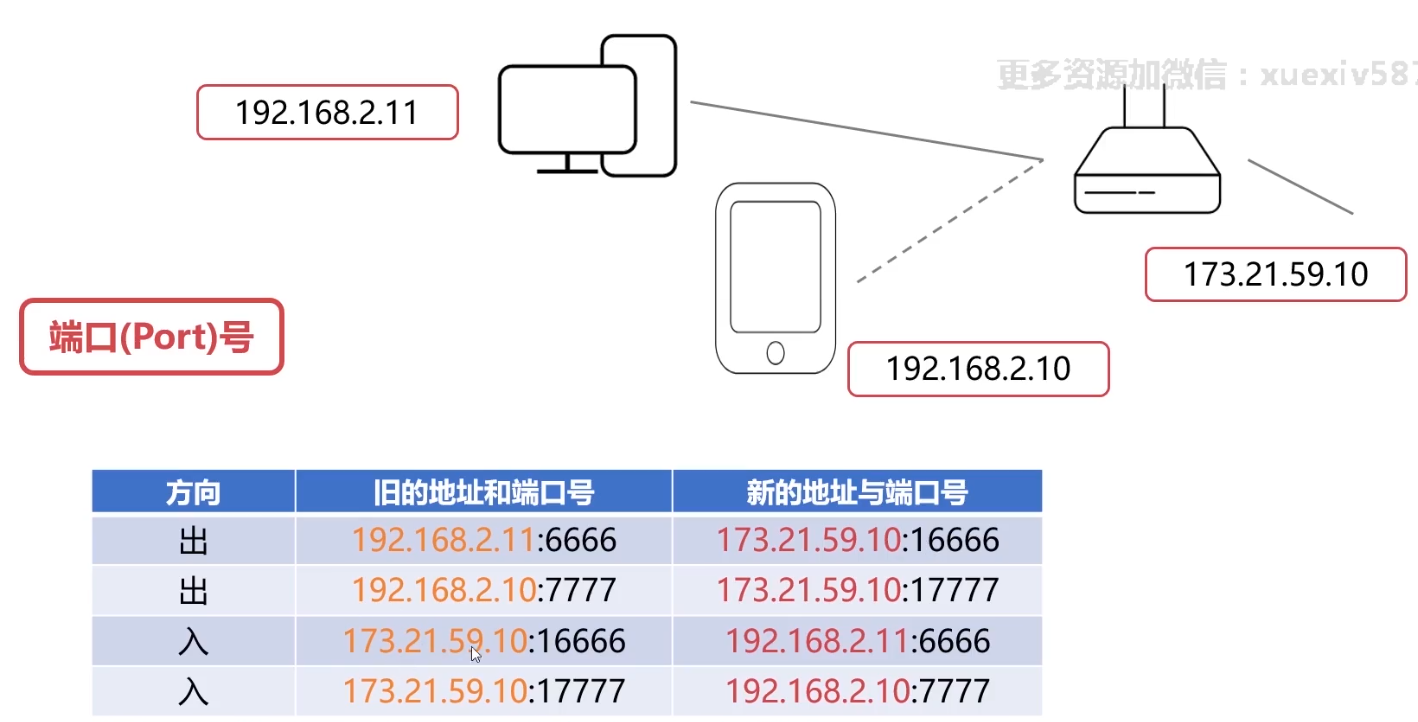 更多资源加微信：xuexiv587
192.168.2.11
173.21.59.10
端口(Port)号
192.168.2.10
方向 旧的地址和端口号 新的地址与端口号
出 192.168.2.11:6666 173.21.59.10:16666
出 192.168.2.10:7777 173.21.59.10:17777
入 173.21.59.10:16666 192.168.2.11:6666
入 173.21.59.10:17777 192.168.2.10:7777